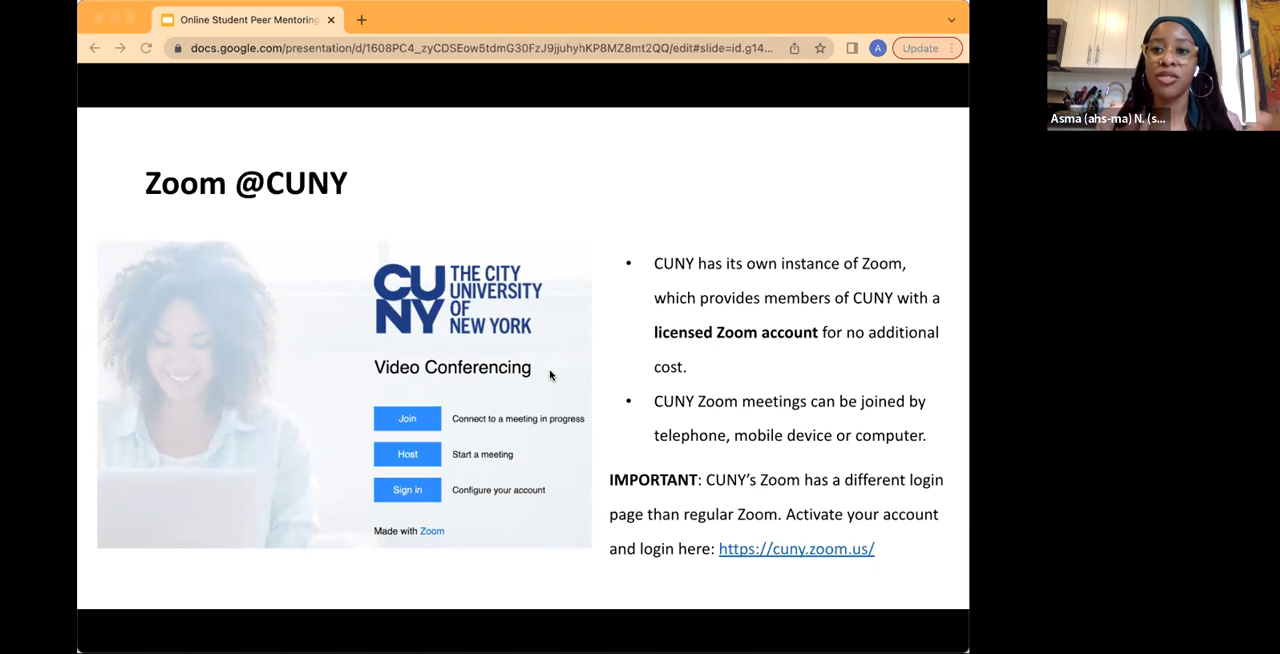 Online Student Peer Mentoring
docs.google.com/presentation/d/1608PC4_zyCDSEow5tdmG30FzJ9jjuhyhKP8MZ8mt2QQ/edit#slide=id.g14...
A
Update
Asma (ahs-ma) N. (s...
Zoom @CUNY
CUNY
THE CITY
UNIVERSITY
OF
NEW YORK
Video Conferencing
Join Connect to a meeting in progress
Host Start a meeting
Sign in Configure your account
Made with Zoom
• CUNY has its own instance of Zoom,
which provides members of CUNY with a
licensed Zoom account for no additional
cost.
• CUNY Zoom meetings can be joined by
telephone, mobile device or computer.
IMPORTANT: CUNY’s Zoom has a different login
page than regular Zoom. Activate your account
and login here: https://cuny.zoom.us/